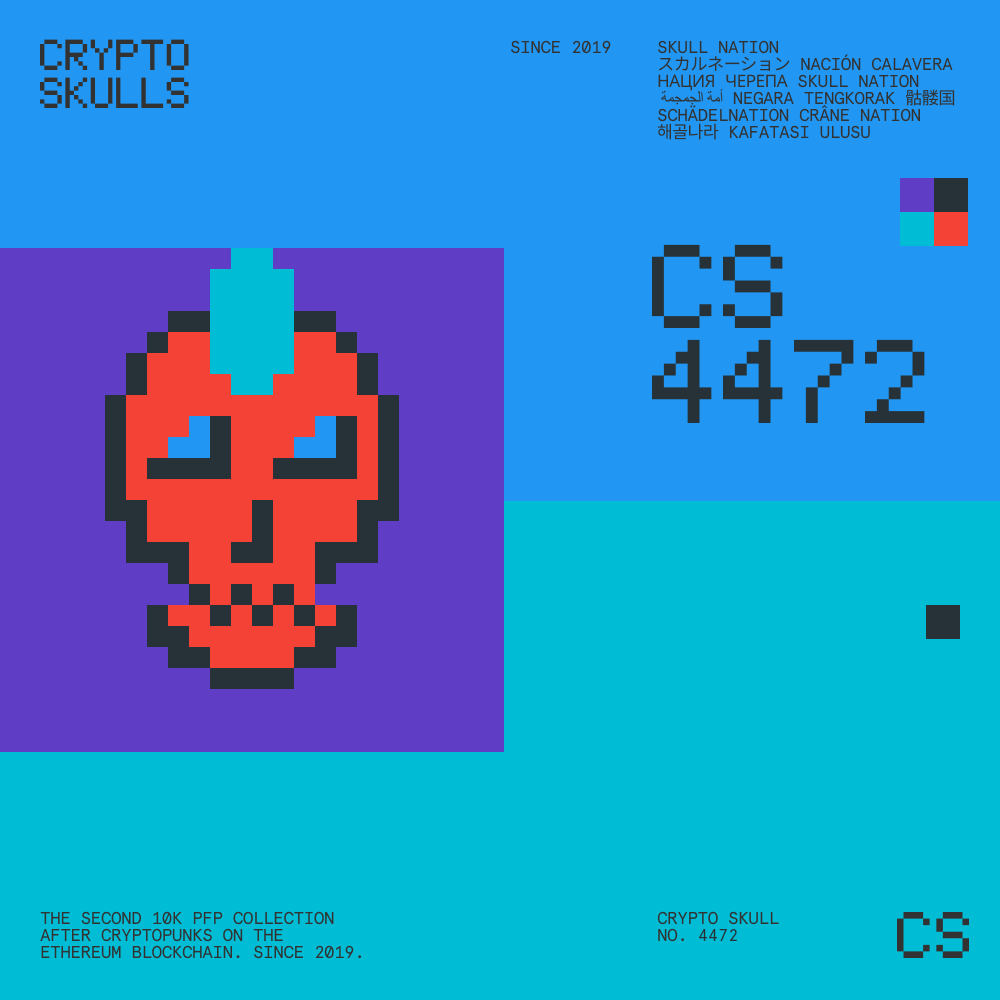 CRYPTO
SKULLS
SINCE 2019
SKULL NATION
スカルネーション NACIÓN CALAVERA
НАЦИЯ ЧЕРЕПА SKULL NATION
أمة الجمجمة NEGARA TENGKORAK 骷髅国
SCHÄDELNATION CRÂNE NATION
해골나라 KAFATASI ULUSU
CS
4472
THE SECOND 10K PFP COLLECTION
AFTER CRYPTOPUNKS ON THE
ETHEREUM BLOCKCHAIN. SINCE 2019.
CRYPTO SKULL
NO. 4472
CS